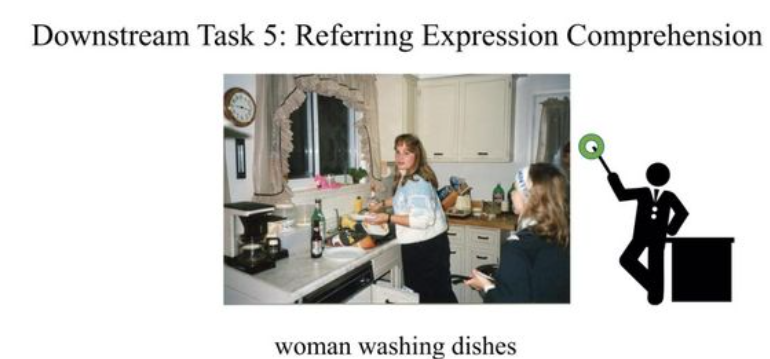 Downstream Task 5: Referring Expression Comprehension
woman washing dishes